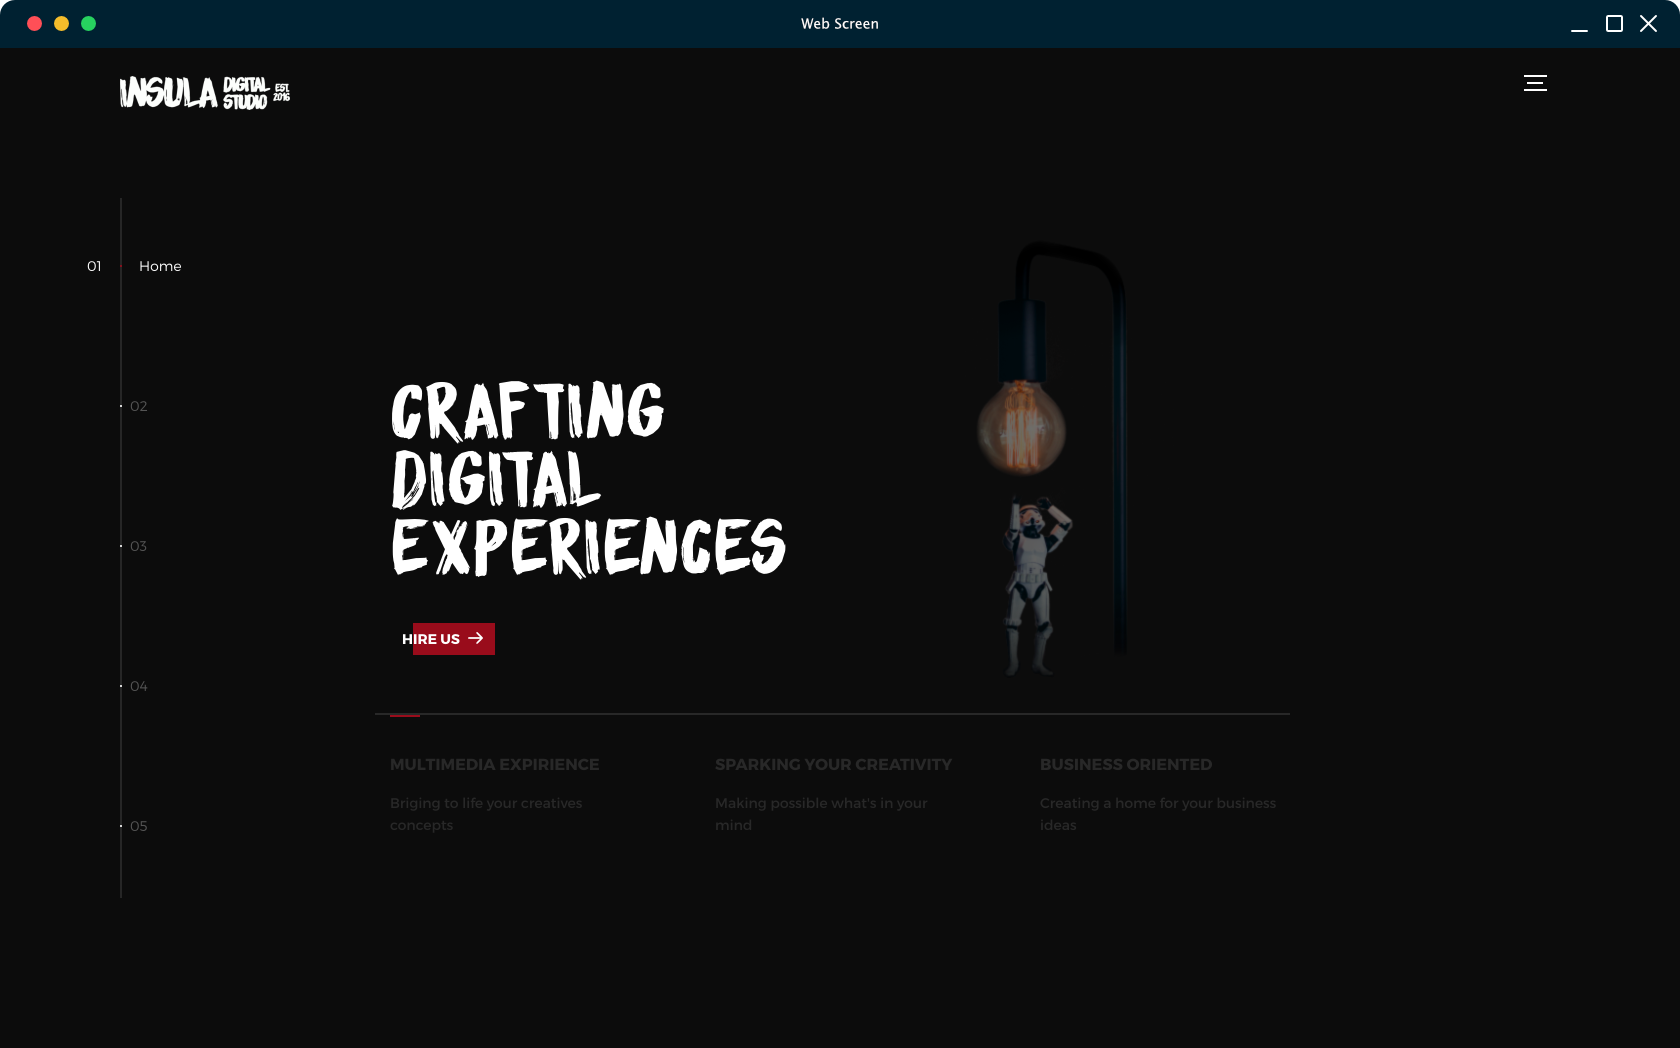 Web Screen
INSULA DIGITAL STUDIO EST. 2016
01 Home
02
03
04
05
CRAFTING
DIGITAL
EXPERIENCES
HIRE US
MULTIMEDIA EXPIRIENCE
Briging to life your creatives
concepts
SPARKING YOUR CREATIVITY
Making possible what's in your
mind
BUSINESS ORIENTED
Creating a home for your business
ideas